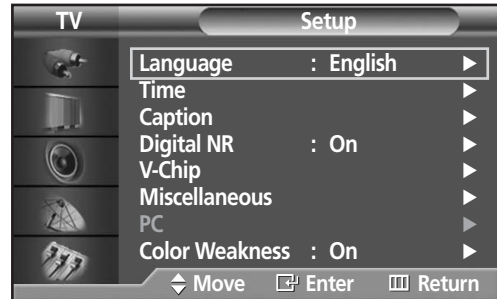 TV Setup
Language : English
Time
Caption
Digital NR : On
V-Chip
Miscellaneous
PC
Color Weakness : On
Move Enter Return